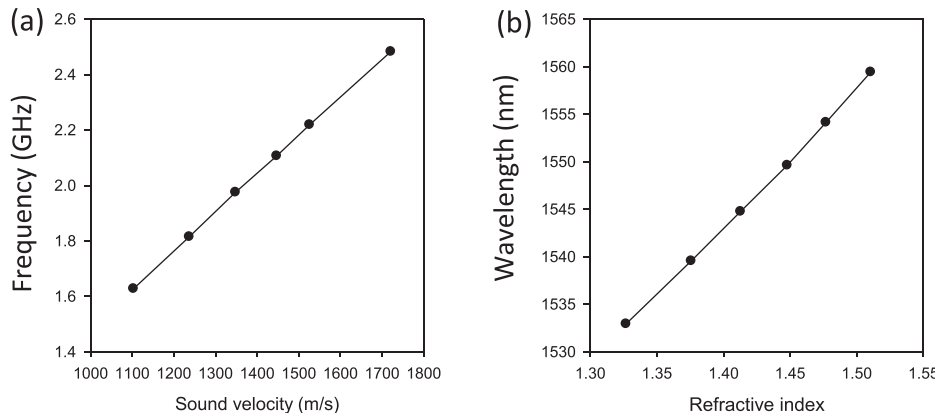 (a)
Frequency (GHz)
2.6
2.4
2.2
2.0
1.8
1.6
1.4
1000 1100 1200 1300 1400 1500 1600 1700 1800
Sound velocity (m/s)
(b)
Wavelength (nm)
1565
1560
1555
1550
1545
1540
1535
1530
1.30 1.35 1.40 1.45 1.50 1.55
Refractive index